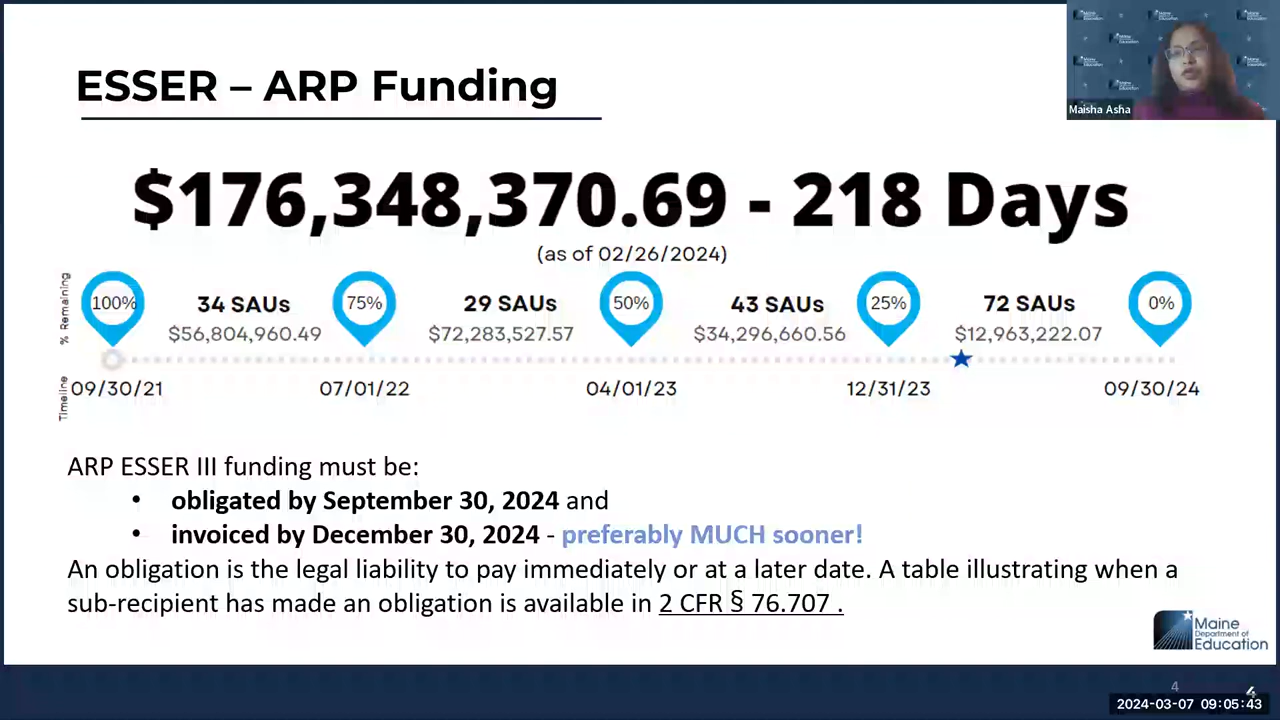 ESSER – ARP Funding
Maisha Asha
$176,348,370.69 - 218 Days
(as of 02/26/2024)
% Remaining
100%
34 SAUs
$56,804,960.49
75%
29 SAUs
$72,283,527.57
50%
43 SAUs
$34,296,660.56
25%
72 SAUs
$12,963,222.07
0%
Timeline
09/30/21
07/01/22
04/01/23
12/31/23
09/30/24
ARP ESSER III funding must be:
• obligated by September 30, 2024 and
• invoiced by December 30, 2024 - preferably MUCH sooner!
An obligation is the legal liability to pay immediately or at a later date. A table illustrating when a
sub-recipient has made an obligation is available in 2 CFR § 76.707 .
Maine
Department of
Education
4
4
2024-03-07 09:05:43